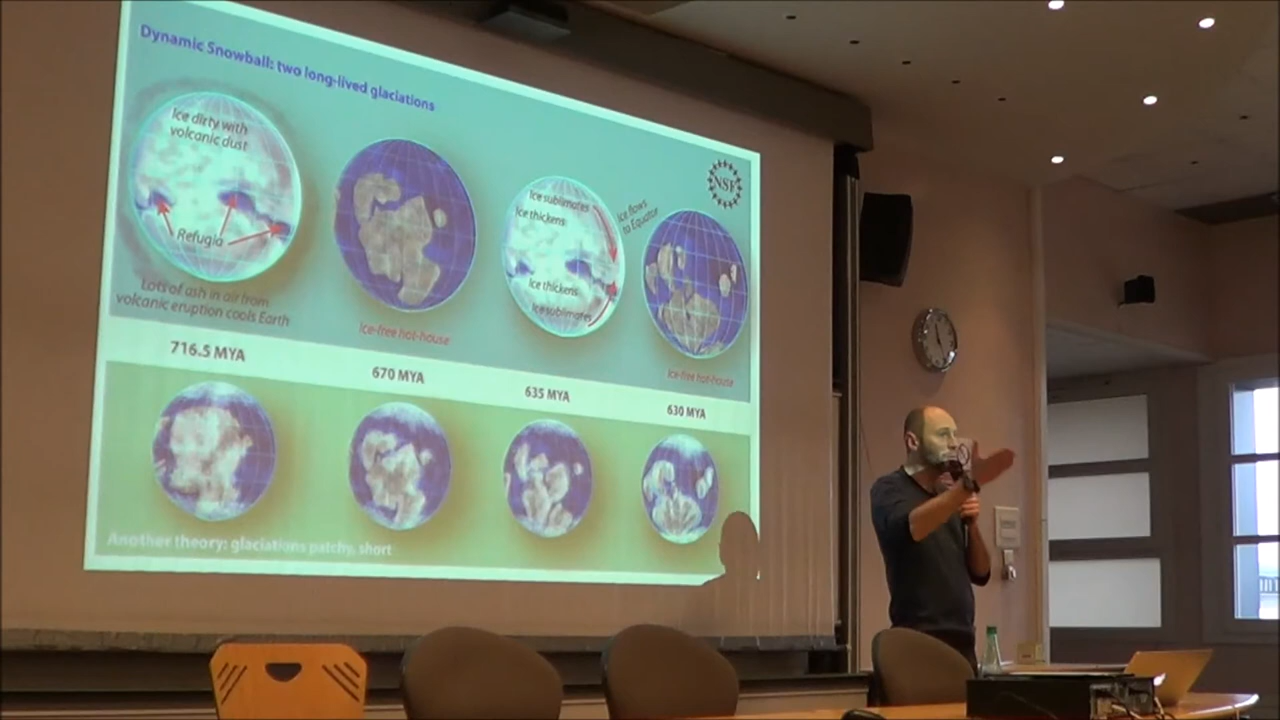 Dynamic Snowball: two long-lived glaciations
Ice dirty with
volcanic dust
Refugia
Lots of ash in air from
volcanic eruption cools Earth
Ice-free hot-house
Ice sublimates
Ice thickens
Ice flows
to Equator
Ice thickens
Ice sublimates
NSF
Ice-free hot-house
716.5 MYA
670 MYA
635 MYA
630 MYA
Another theory: glaciations patchy, short